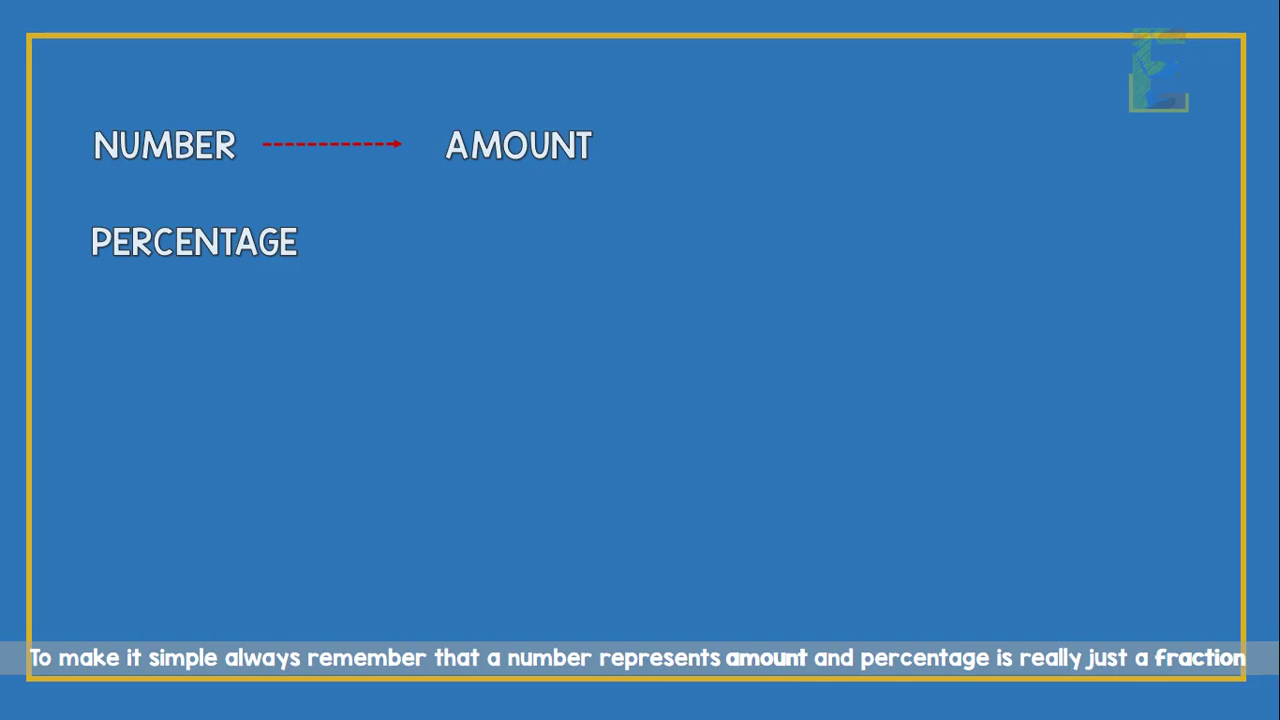 NUMBER AMOUNT
PERCENTAGE
To make it simple always remember that a number represents amount and percentage is really just a fraction